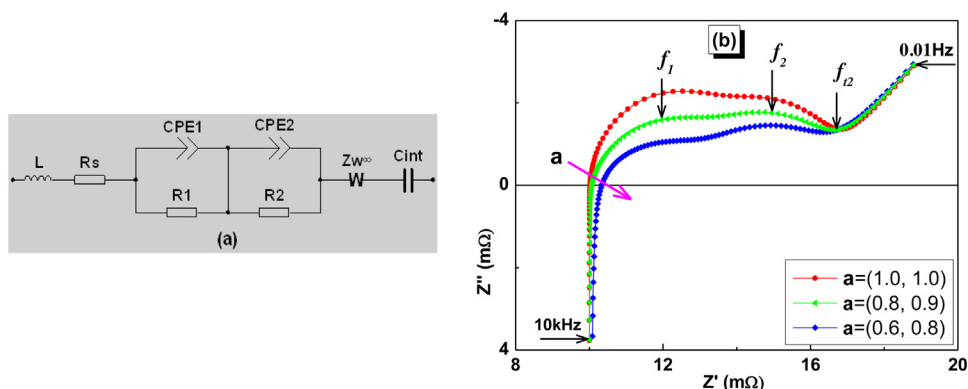 CPE1
CPE2
L
Rs
Zw∞
Cint
R1
R2
(a)
-4
0
4
Z'' (mΩ)
(b)
f1
f2
ft2
0.01Hz
a
10kHz
a=(1.0, 1.0)
a=(0.8, 0.9)
a=(0.6, 0.8)
8
12
16
20
Z' (mΩ)